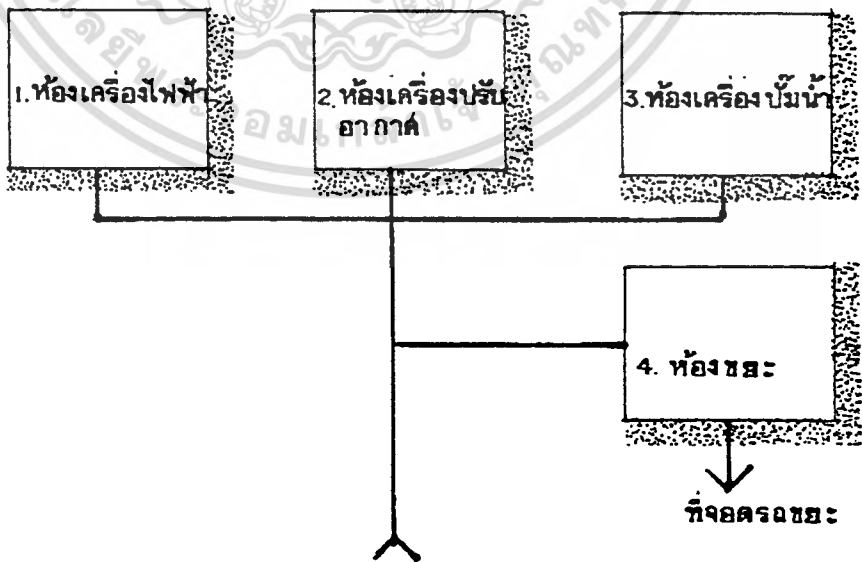 1.ห้องเครื่องไฟฟ้า
2.ห้องเครื่องปรับ
อากาศ
3.ห้องเครื่องปั๊มน้ำ
4. ห้องขยะ
ที่จอดรถขยะ